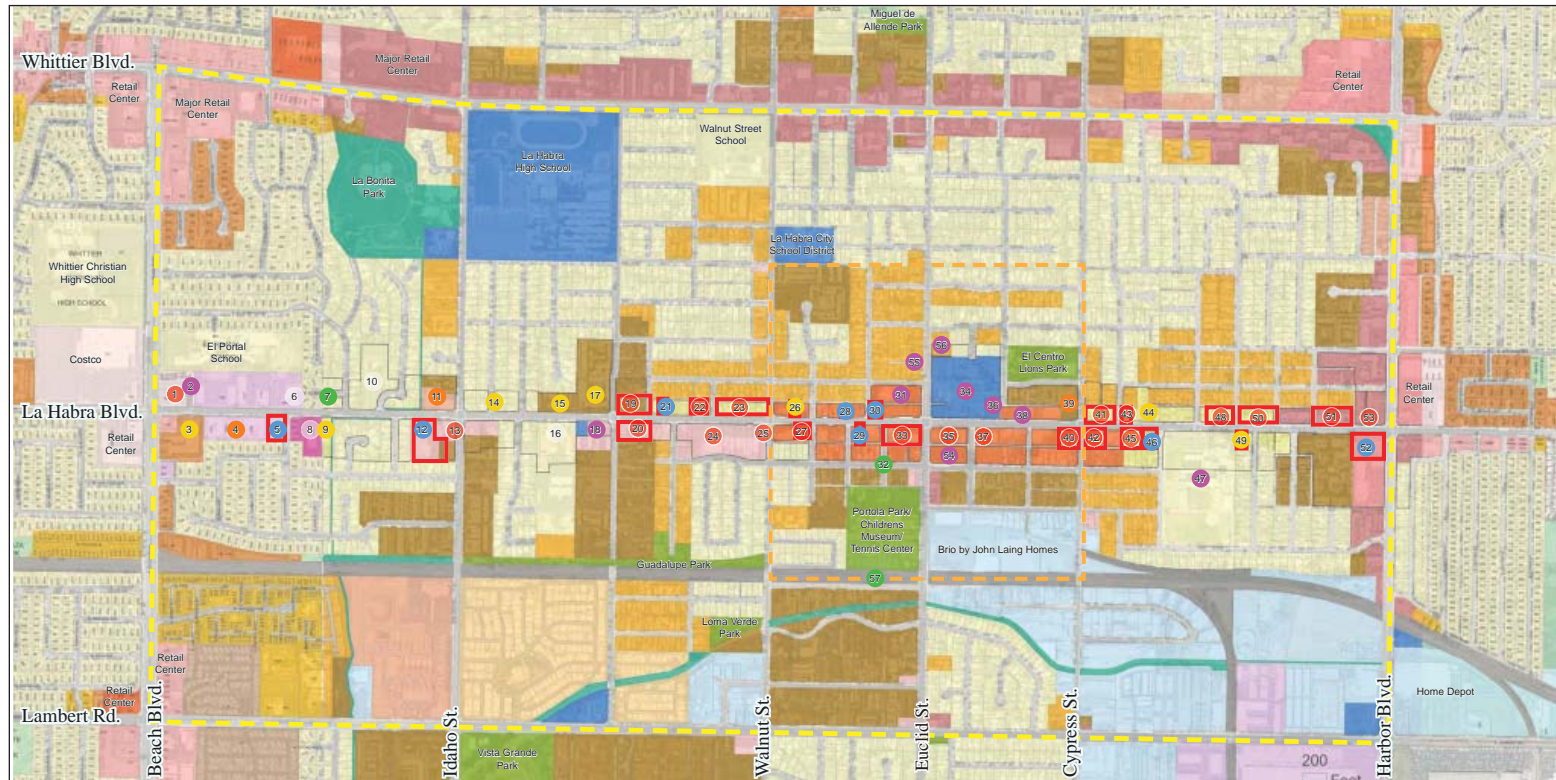 Miguel de
Allende Park
Whittier Blvd.
Major Retail
Center
Retail
Center
Retail
Center
Major Retail
Center
Walnut Street
School
La Habra
High School
La Bonita
Park
La Habra City
School District
WHITTIER
Whittier Christian
High School
HIGH SCHOOL
El Portal
School
Costco
El Centro
Lions Park
56
55
1
2
6
7
10
11
14
15
17
19
21
22
23
26
28
30
31
34
36
38
39
41
43
44
48
50
51
53
Retail
Center
La Habra Blvd.
Retail
Center
3
4
5
8
9
12
13
16
18
20
24
25
27
29
33
35
37
40
42
45
46
49
52
32
54
47
Portola Park/
Childrens
Museum/
Tennis Center
Brio by John Laing Homes
Guadalupe Park
57
Loma Verde
Park
Retail
Center
Retail
Center
Home Depot
Lambert Rd.
Beach Blvd.
Idaho St.
Walnut St.
Euclid St.
Cypress St.
Harbor Blvd.
Vista Grande
Park
200
Feet